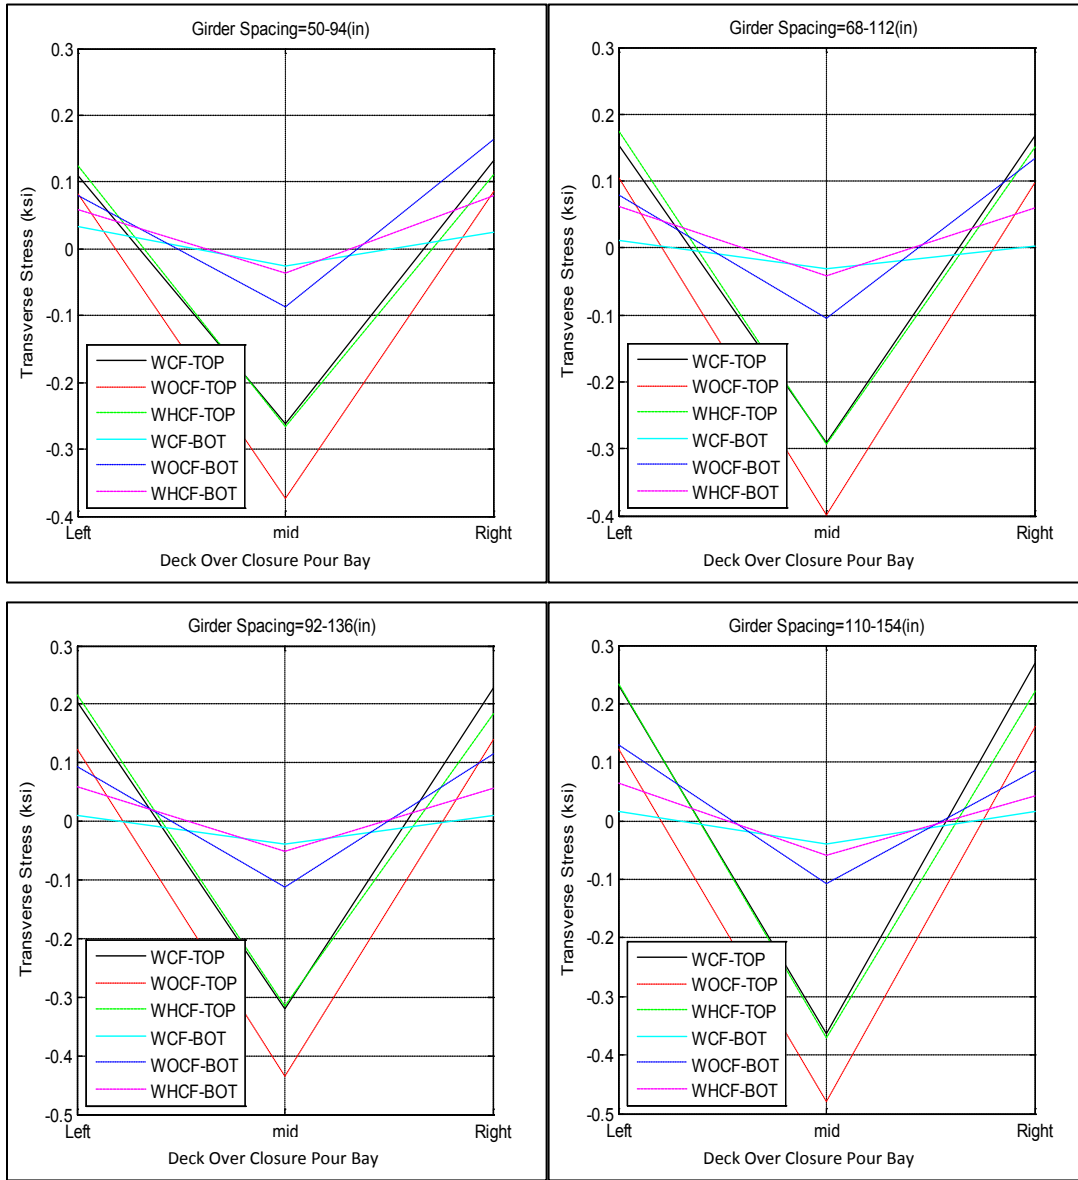 Girder Spacing=50-94(in)
0.3
0.2
0.1
0
-0.1
-0.2
-0.3
-0.4
Transverse Stress (ksi)
WCF-TOP
WOCF-TOP
WHCF-TOP
WCF-BOT
WOCF-BOT
WHCF-BOT
Left
mid
Right
Deck Over Closure Pour Bay
Girder Spacing=68-112(in)
0.3
0.2
0.1
0
-0.1
-0.2
-0.3
-0.4
Transverse Stress (ksi)
WCF-TOP
WOCF-TOP
WHCF-TOP
WCF-BOT
WOCF-BOT
WHCF-BOT
Left
mid
Right
Deck Over Closure Pour Bay
Girder Spacing=92-136(in)
0.3
0.2
0.1
0
-0.1
-0.2
-0.3
-0.4
-0.5
Transverse Stress (ksi)
WCF-TOP
WOCF-TOP
WHCF-TOP
WCF-BOT
WOCF-BOT
WHCF-BOT
Left
mid
Right
Deck Over Closure Pour Bay
Girder Spacing=110-154(in)
0.3
0.2
0.1
0
-0.1
-0.2
-0.3
-0.4
-0.5
Transverse Stress (ksi)
WCF-TOP
WOCF-TOP
WHCF-TOP
WCF-BOT
WOCF-BOT
WHCF-BOT
Left
mid
Right
Deck Over Closure Pour Bay